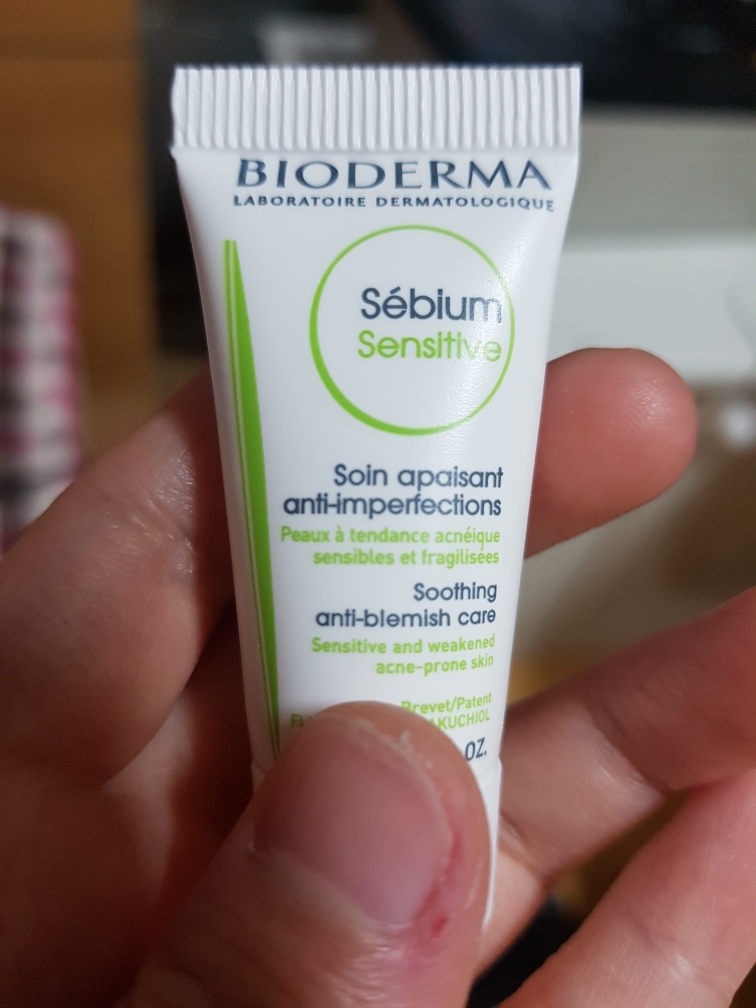 BIODERMA
LABORATOIRE DERMATOLOGIQUE
Sébium
Sensitive
Soin apaisant
anti-imperfections
Peaux à tendance acnéique
sensibles et fragilisées
Soothing
anti-blemish care
Sensitive and weakened
acne-prone skin
Brevet/Patent
OZ.